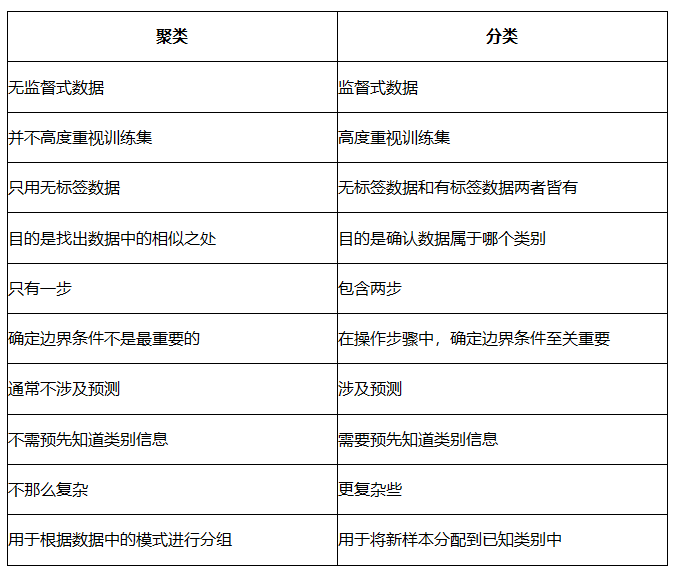 聚类 分类
无监督式数据 监督式数据
并不高度重视训练集 高度重视训练集
只用无标签数据 无标签数据和有标签数据两者皆有
目的是找出数据中的相似之处 目的是确认数据属于哪个类别
只有一步 包含两步
确定边界条件不是最重要的 在操作步骤中，确定边界条件至关重要
通常不涉及预测 涉及预测
不需预先知道类别信息 需要预先知道类别信息
不那么复杂 更复杂些
用于根据数据中的模式进行分组 用于将新样本分配到已知类别中